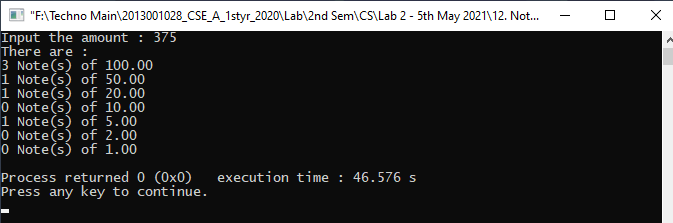 "F:\Techno Main\2013001028_CSE_A_1styr_2020\Lab\2nd Sem\CS\Lab 2 - 5th May 2021\12. Not...
Input the amount : 375
There are :
3 Note(s) of 100.00
1 Note(s) of 50.00
1 Note(s) of 20.00
0 Note(s) of 10.00
1 Note(s) of 5.00
0 Note(s) of 2.00
0 Note(s) of 1.00
Process returned 0 (0x0)   execution time : 46.576 s
Press any key to continue.